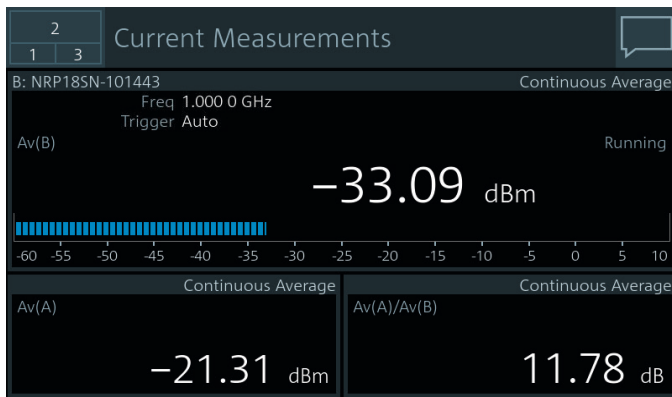 2
1 3
Current Measurements
B: NRP18SN-101443 Continuous Average
Freq 1.000 0 GHz
Trigger Auto
Av(B) Running
−33.09 dBm
-60 -55 -50 -45 -40 -35 -30 -25 -20 -15 -10 -5 0 5 10
Continuous Average Continuous Average
Av(A) Av(A)/Av(B)
−21.31 dBm 11.78 dB